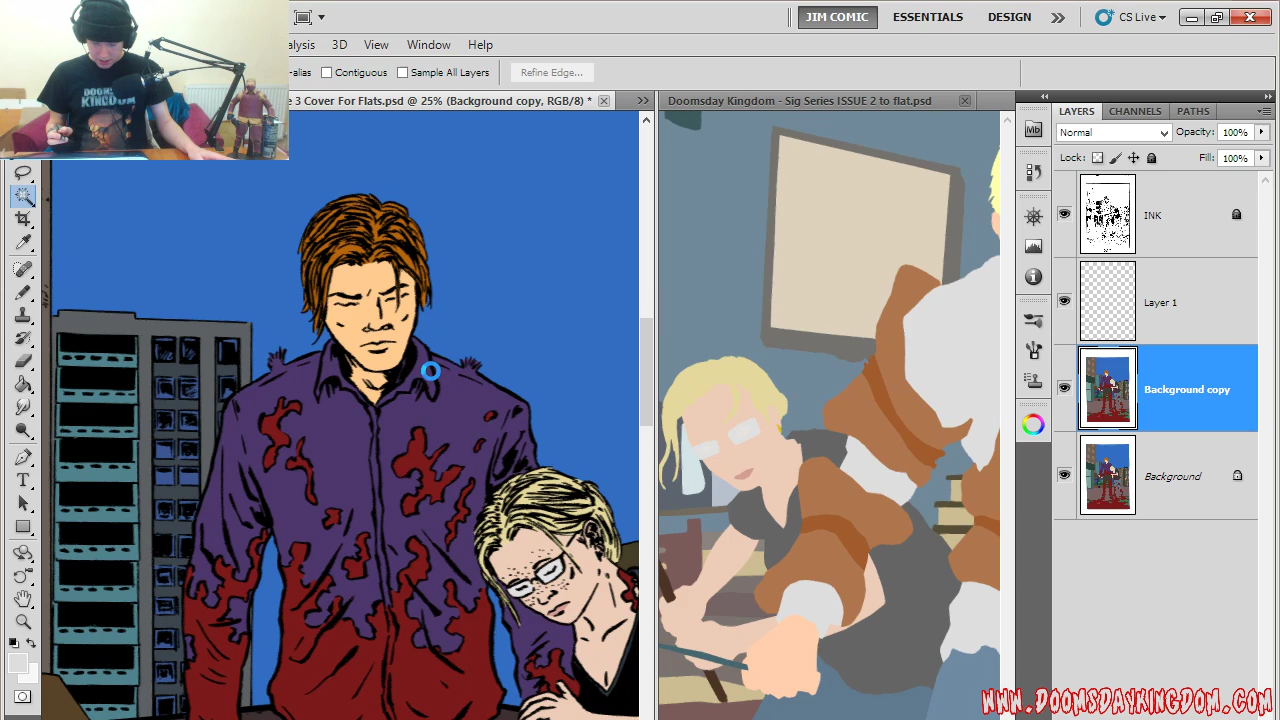 JIM COMIC
ESSENTIALS
DESIGN
CS Live
alysis 3D View Window Help
-alias Contiguous Sample All Layers Refine Edge...
e 3 Cover For Flats.psd @ 25% (Background copy, RGB/8) *
Doomsday Kingdom - Sig Series ISSUE 2 to flat.psd
LAYERS CHANNELS PATHS
Normal Opacity: 100%
Lock: Fill: 100%
INK
Layer 1
Background copy
Background
Mb
DOOMS
KINGDOM
WWW.DOOMSDAYKINGDOM.COM